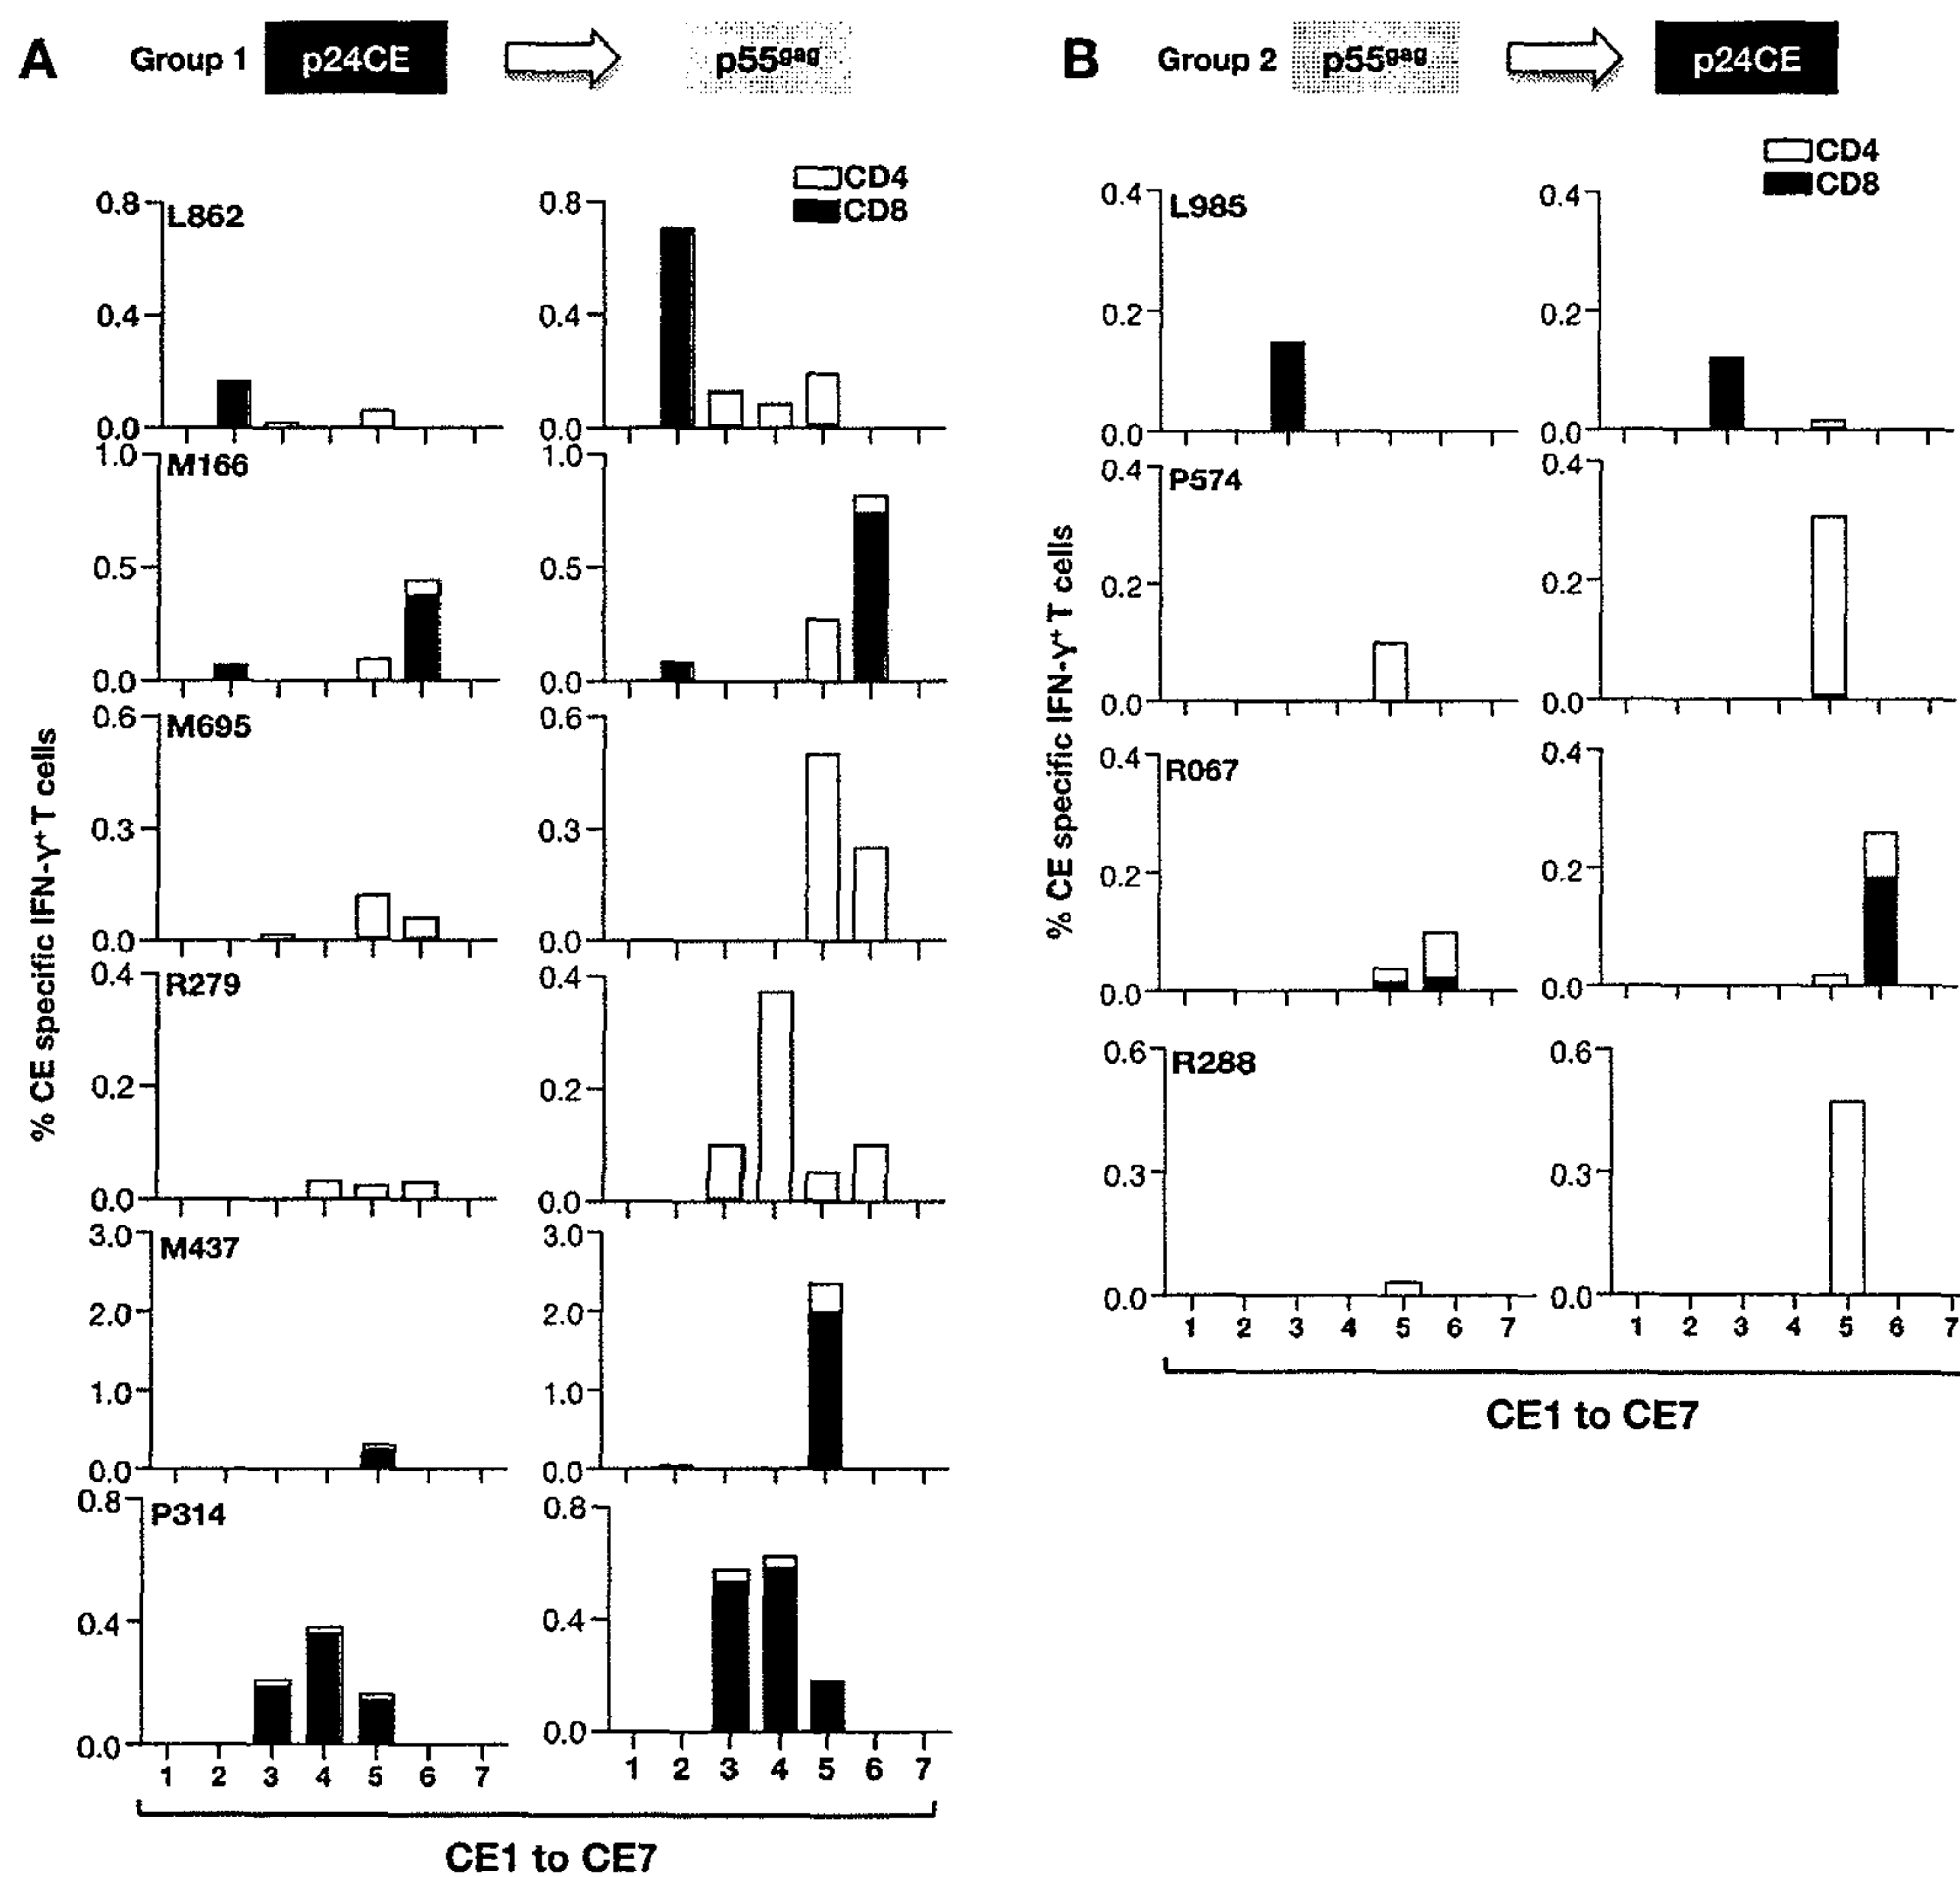 A Group 1 p24CE p55gag
CD4
CD8
% CE specific IFN-γ+ T cells
0.8 L862 0.8
0.4 0.4
0.0 0.0
1.0 M166 1.0
0.5 0.5
0.0 0.0
0.6 M695 0.6
0.3 0.3
0.0 0.0
0.4 R279 0.4
0.2 0.2
0.0 0.0
3.0 M437 3.0
2.0 2.0
1.0 1.0
0.0 0.0
0.8 P314 0.8
0.4 0.4
0.0 0.0
1 2 3 4 5 6 7 1 2 3 4 5 6 7
CE1 to CE7
B Group 2 p55gag p24CE
CD4
CD8
% CE specific IFN-γ+ T cells
0.4 L985 0.4
0.2 0.2
0.0 0.0
0.4 P574 0.4
0.2 0.2
0.0 0.0
0.4 R067 0.4
0.2 0.2
0.0 0.0
0.6 R288 0.6
0.3 0.3
0.0 0.0
1 2 3 4 5 6 7 1 2 3 4 5 6 7
CE1 to CE7